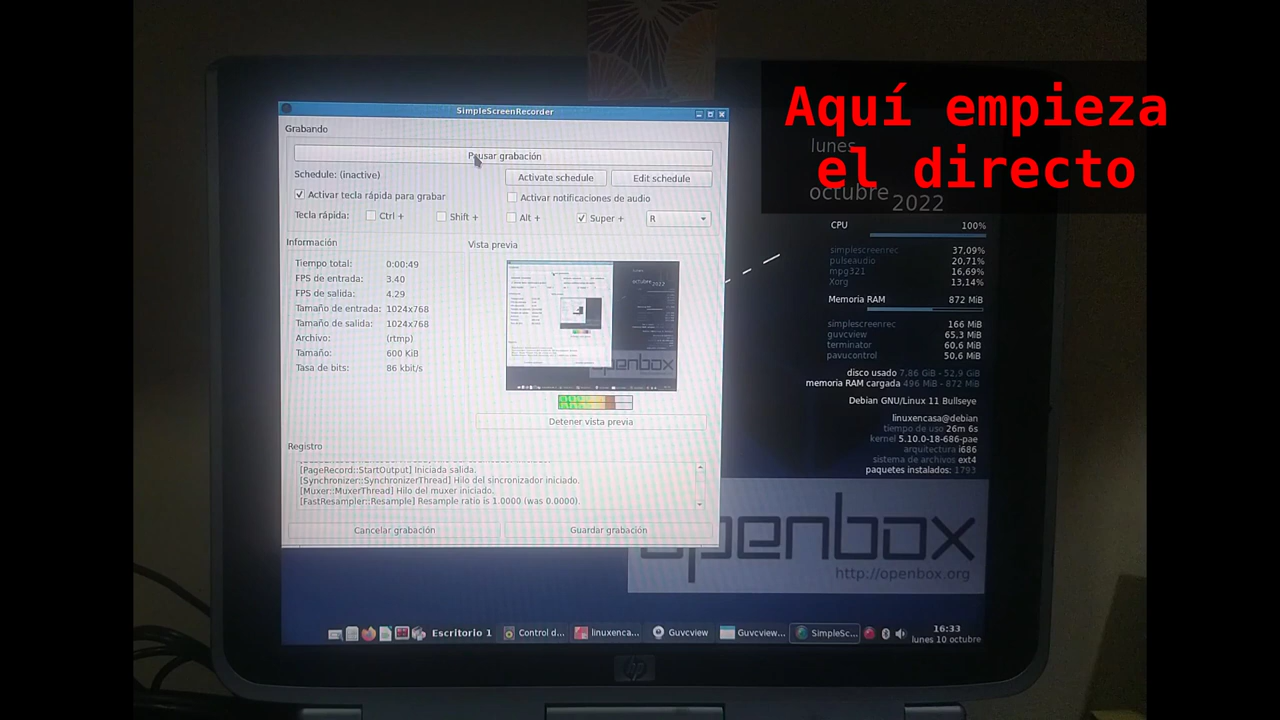 Aquí empieza
el directo
SimpleScreenRecorder
Grabando
Pausar grabación
Schedule: (inactive)
Activate schedule
Edit schedule
Activar tecla rápida para grabar
Activar notificaciones de audio
Tecla rápida:
Ctrl +
Shift +
Alt +
Super +
R
Información
Tiempo total: 0:00:49
FPS de entrada: 3.40
FPS de salida: 4.29
Tamaño de entrada: 1024x768
Tamaño de salida: 1024x768
Archivo: (rtmp)
Tamaño: 600 KiB
Tasa de bits: 86 kbit/s
Vista previa
openbox
Detener vista previa
Registro
[PageRecord::StartOutput] Iniciada salida.
[Synchronizer::SynchronizerThread] Hilo del sincronizador iniciado.
[Muxer::MuxerThread] Hilo del muxer iniciado.
[FastResampler::Resample] Resample ratio is 1.0000 (was 0.0000).
Cancelar grabación
Guardar grabación
lunes
octubre 2022
CPU 100%
simplescreenrec 37,09%
pulseaudio 20,71%
mpg321 16,69%
Xorg 13,14%
Memoria RAM 872 MiB
simplescreenrec 166 MiB
guvcview 65,3 MiB
terminator 60,6 MiB
pavucontrol 50,6 MiB
disco usado 7,86 GiB - 52,9 GiB
memoria RAM cargada 496 MiB - 872 MiB
Debian GNU/Linux 11 Bullseye
linuxencasa@debian
tiempo de uso 26m 6s
kernel 5.10.0-18-686-pae
arquitectura i686
sistema de archivos ext4
paquetes instalados: 1793
openbox
http://openbox.org
Escritorio 1
Control d...
linuxenca...
Guvcview
Guvcview...
SimpleSc...
16:33
lunes 10 octubre
hp